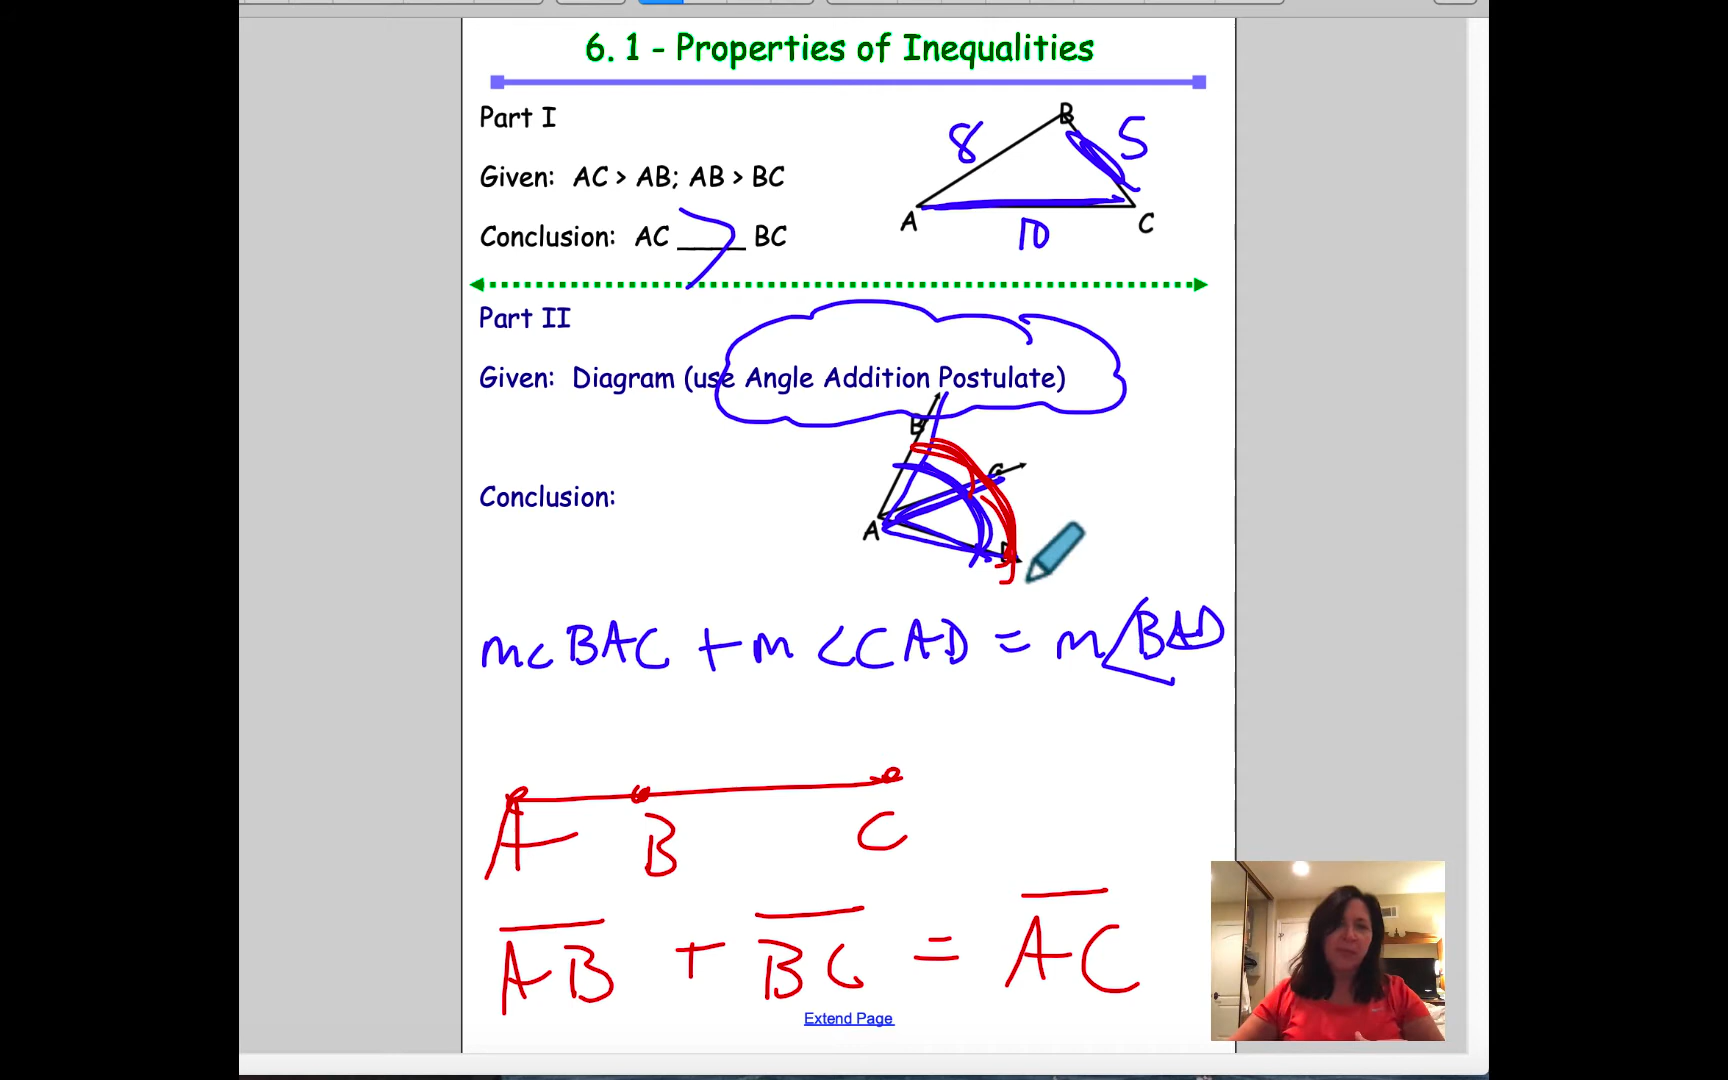 6. 1 - Properties of Inequalities
Part I
B
8
5
Given: AC > AB; AB > BC
A
C
10
Conclusion: AC _____ BC
>
Part II
Given: Diagram (use Angle Addition Postulate)
B
C
Conclusion:
A
D
m< BAC + m <CAD = m∠BAD
A B C
AB + BC = AC
Extend Page